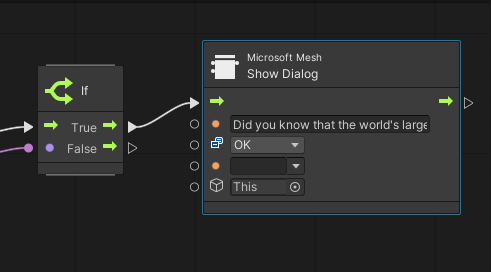 If
True
False
Microsoft Mesh
Show Dialog
Did you know that the world's large
OK
This